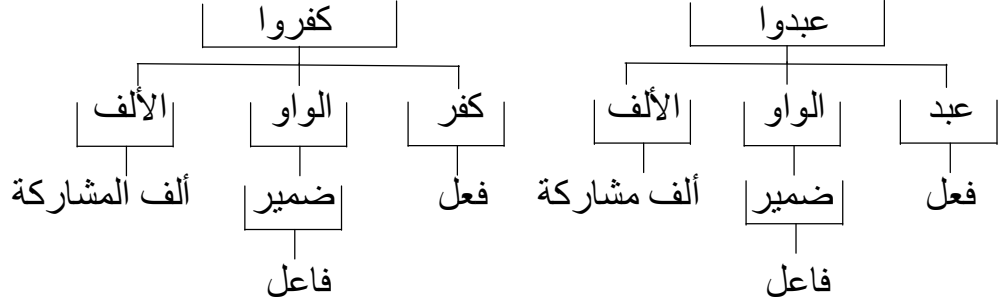 عبدوا كفروا
عبد الواو الألف كفر الواو الألف
فعل ضمير ألف مشاركة فعل ضمير ألف المشاركة
فاعل فاعل